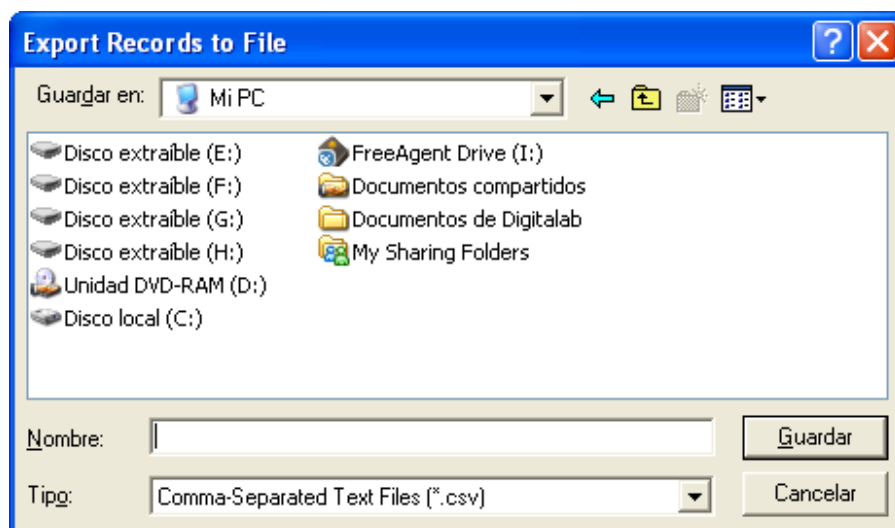 Export Records to File
Guardar en: Mi PC
Disco extraíble (E:)
Disco extraíble (F:)
Disco extraíble (G:)
Disco extraíble (H:)
Unidad DVD-RAM (D:)
Disco local (C:)
FreeAgent Drive (I:)
Documentos compartidos
Documentos de Digitalab
My Sharing Folders
Nombre:
Guardar
Tipo: Comma-Separated Text Files (*.csv)
Cancelar